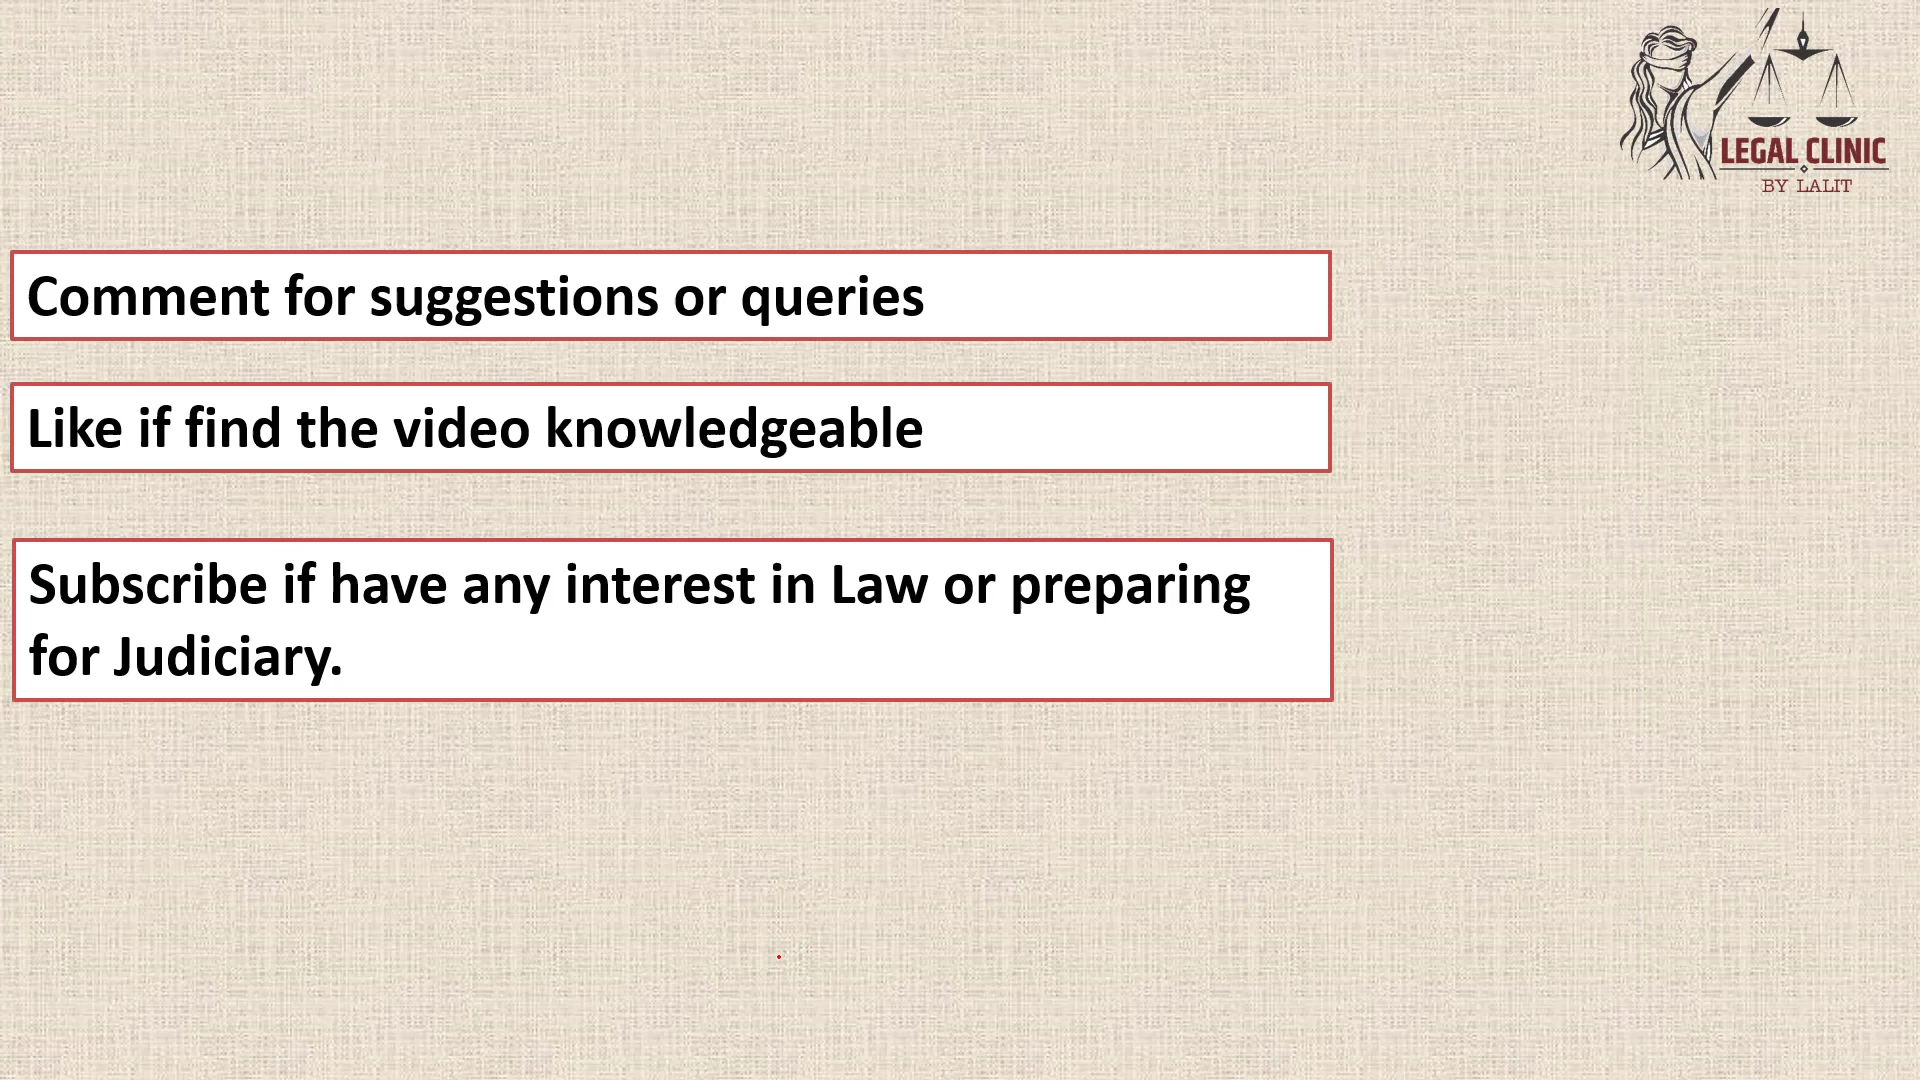 LEGAL CLINIC
BY LALIT
Comment for suggestions or queries
Like if find the video knowledgeable
Subscribe if have any interest in Law or preparing
for Judiciary.